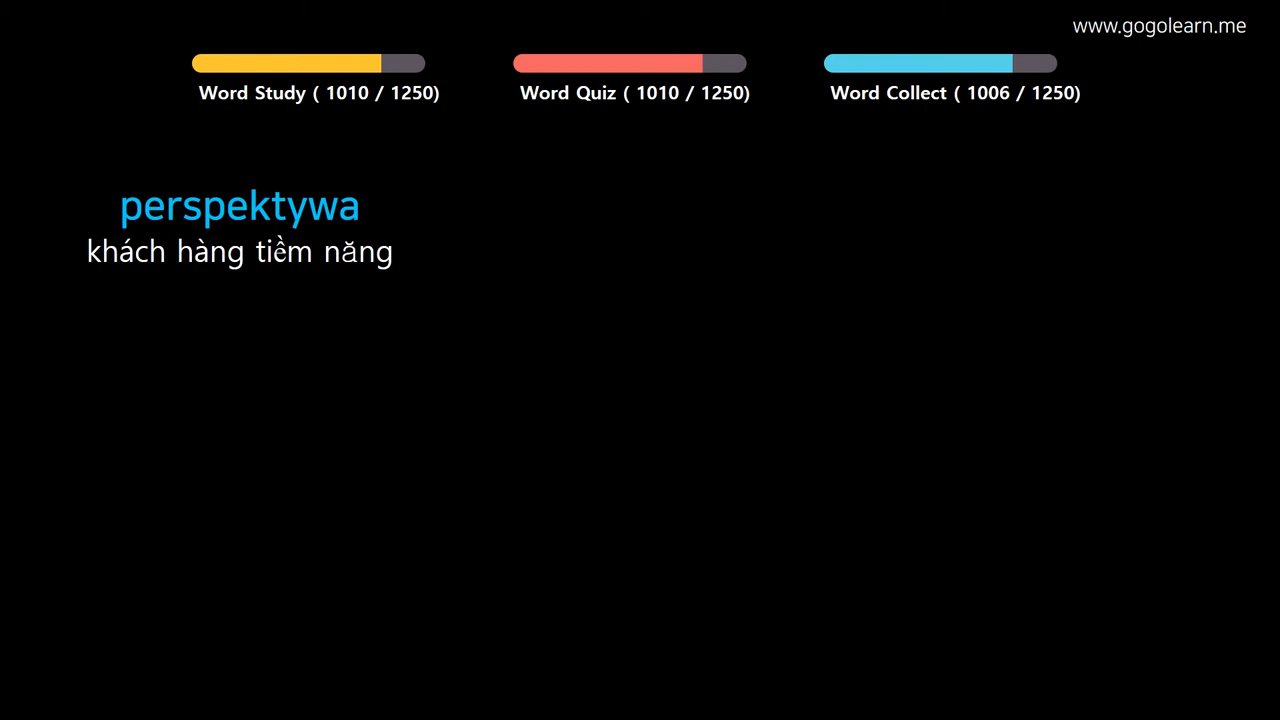 www.gogolearn.me
Word Study ( 1010 / 1250)
Word Quiz ( 1010 / 1250)
Word Collect ( 1006 / 1250)
perspektywa
khách hàng tiềm năng